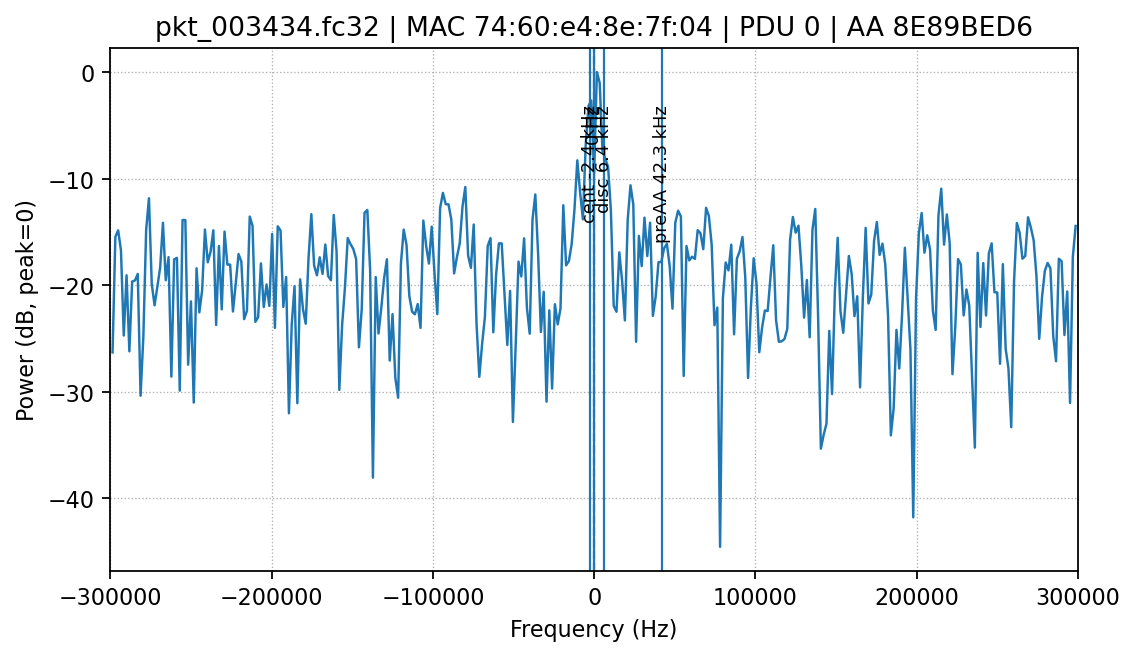 pkt_003434.fc32 | MAC 74:60:e4:8e:7f:04 | PDU 0 | AA 8E89BED6
0
−10
−20
−30
−40
Power (dB, peak=0)
cent -2.4 kHz
disc 6.4 kHz
preAA 42.3 kHz
−300000
−200000
−100000
0
100000
200000
300000
Frequency (Hz)